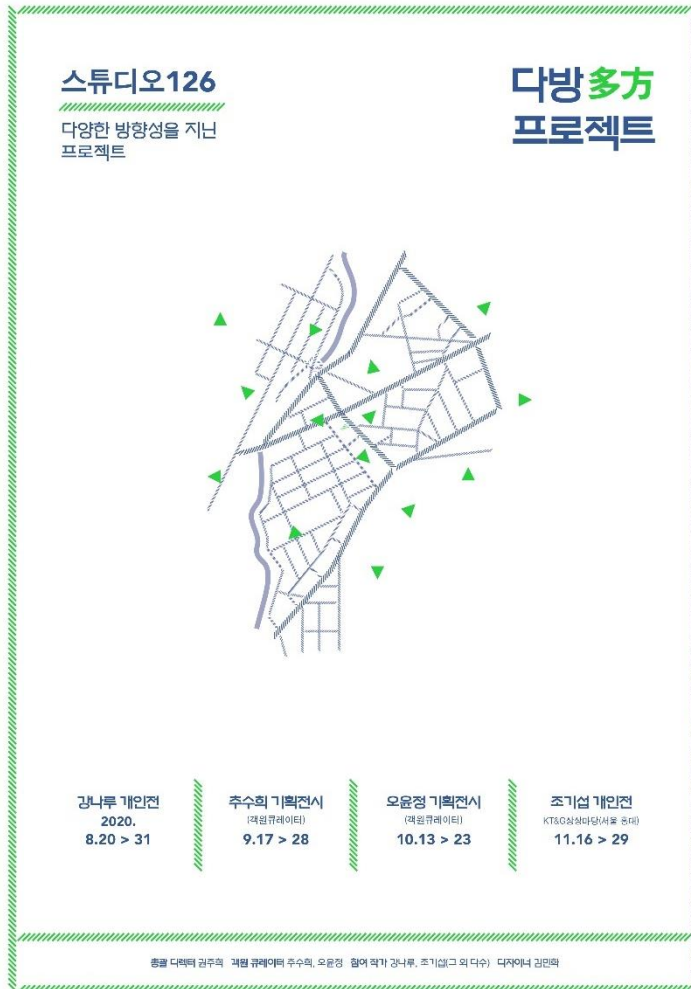 스튜디오126
다양한 방향성을 지닌
프로젝트
다방多方
프로젝트
강나루 개인전
2020.
8.20 > 31
추수희 기획전시
(객원큐레이터)
9.17 > 28
오윤정 기획전시
(객원큐레이터)
10.13 > 23
조기섭 개인전
KT&G상상마당(서울 홍대)
11.16 > 29
총괄 디렉터 권주희 객원 큐레이터 추수희, 오윤정 참여 작가 강나루, 조기섭(그 외 다수) 디자이너 김민화